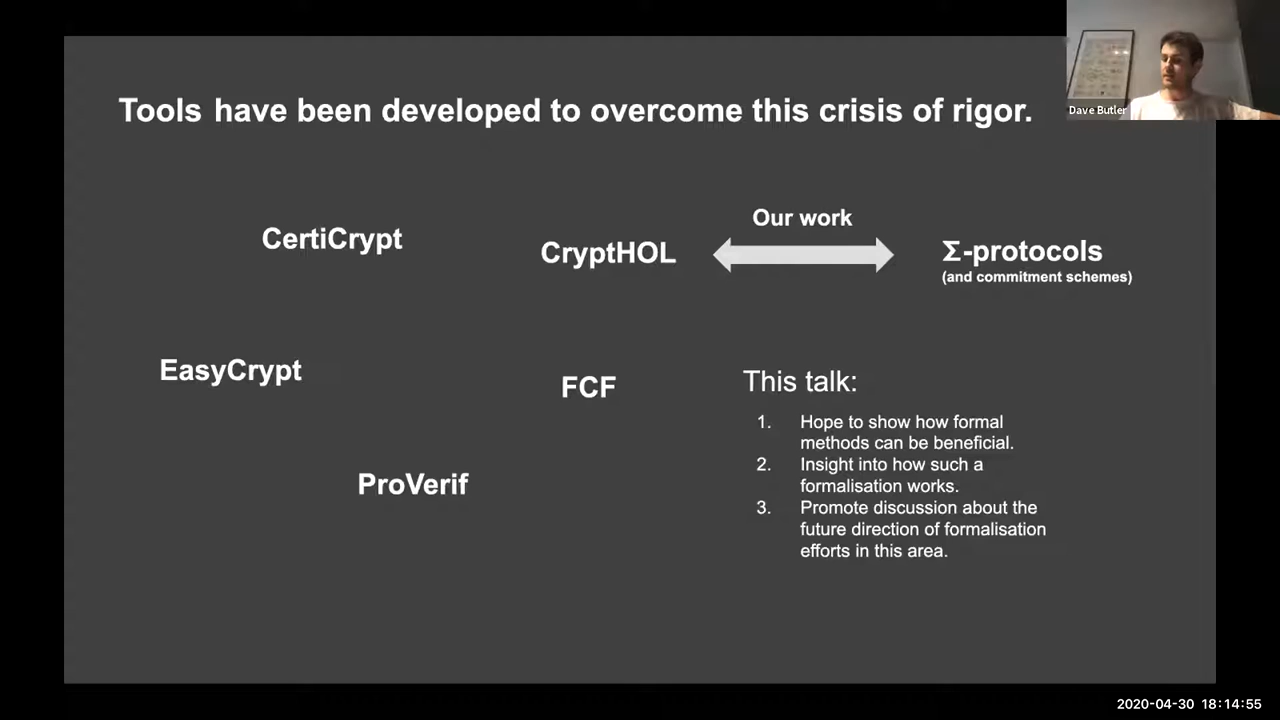 Tools have been developed to overcome this crisis of rigor.
Dave Butler
Our work
CertiCrypt
CryptHOL
Σ-protocols
(and commitment schemes)
EasyCrypt
FCF
ProVerif
This talk:
1. Hope to show how formal
methods can be beneficial.
2. Insight into how such a
formalisation works.
3. Promote discussion about the
future direction of formalisation
efforts in this area.
2020-04-30 18:14:55